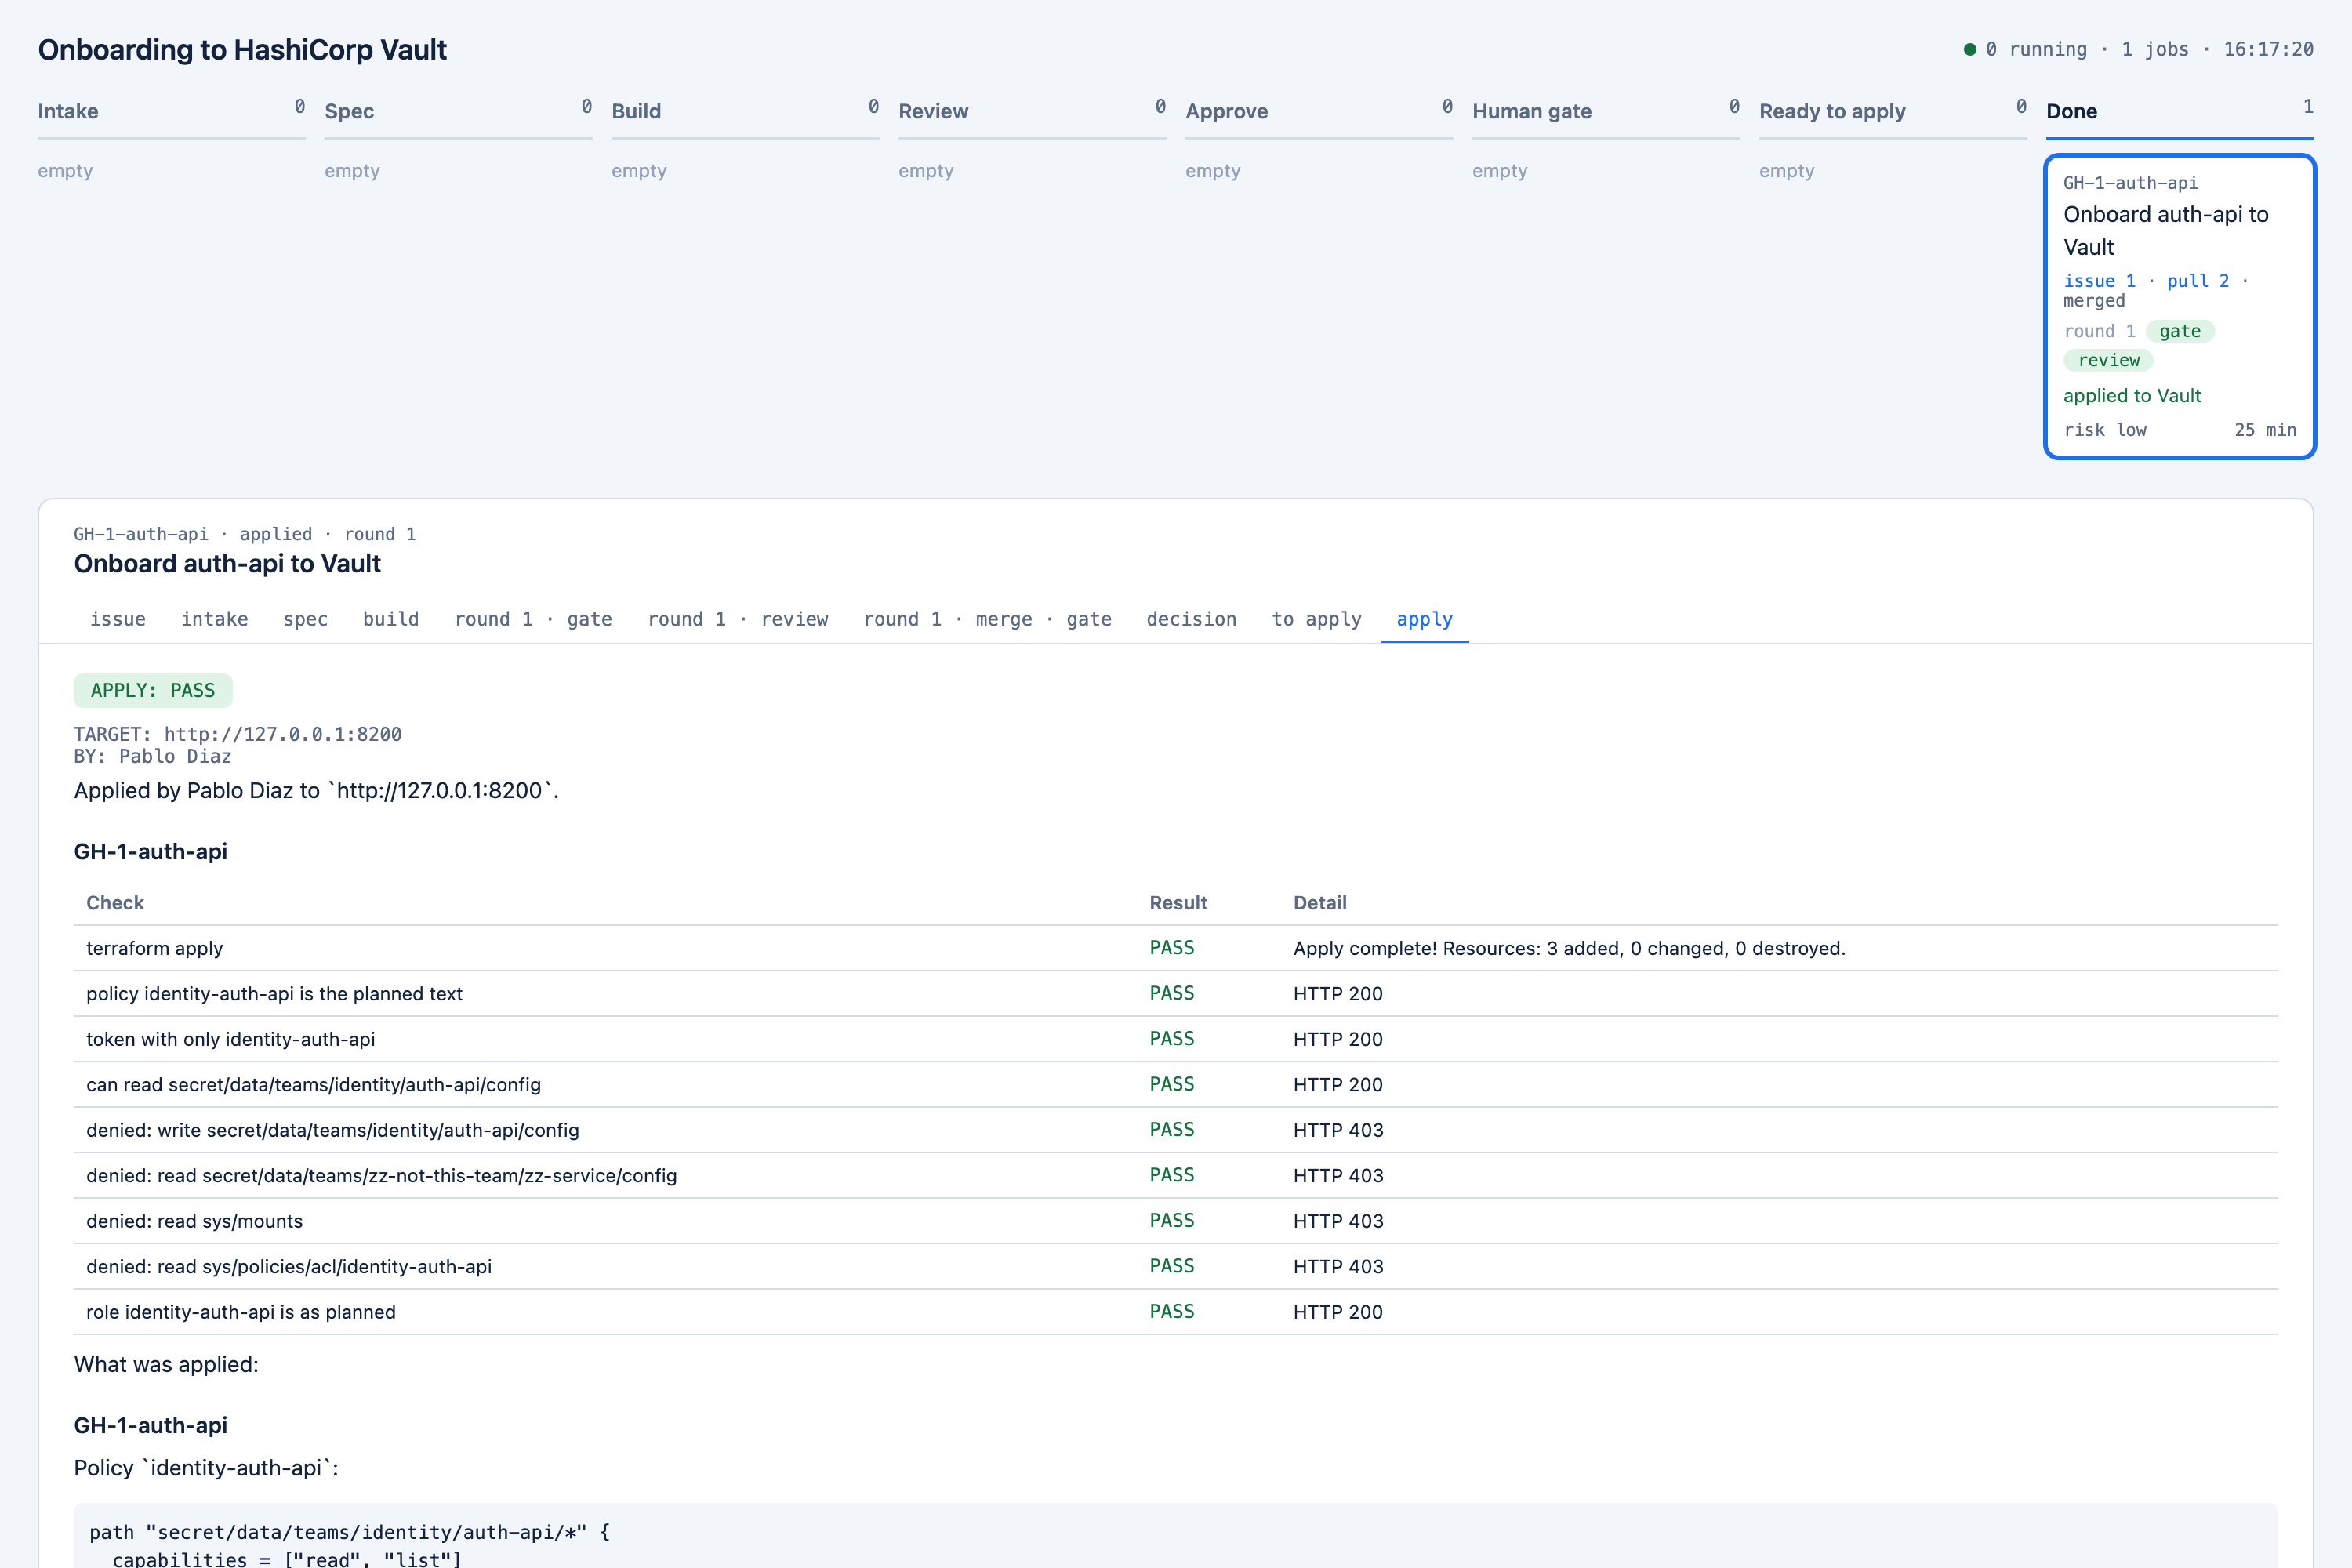 Onboarding to HashiCorp Vault
0 running · 1 jobs · 16:17:20
Intake 0
Spec 0
Build 0
Review 0
Approve 0
Human gate 0
Ready to apply 0
Done 1
empty
empty
empty
empty
empty
empty
empty
GH-1-auth-api
Onboard auth-api to
Vault
issue 1 · pull 2 ·
merged
round 1 gate
review
applied to Vault
risk low 25 min
GH-1-auth-api · applied · round 1
Onboard auth-api to Vault
issue intake spec build round 1 · gate round 1 · review round 1 · merge · gate decision to apply apply
APPLY: PASS
TARGET: http://127.0.0.1:8200
BY: Pablo Diaz
Applied by Pablo Diaz to `http://127.0.0.1:8200`.
GH-1-auth-api
Check Result Detail
terraform apply PASS Apply complete! Resources: 3 added, 0 changed, 0 destroyed.
policy identity-auth-api is the planned text PASS HTTP 200
token with only identity-auth-api PASS HTTP 200
can read secret/data/teams/identity/auth-api/config PASS HTTP 200
denied: write secret/data/teams/identity/auth-api/config PASS HTTP 403
denied: read secret/data/teams/zz-not-this-team/zz-service/config PASS HTTP 403
denied: read sys/mounts PASS HTTP 403
denied: read sys/policies/acl/identity-auth-api PASS HTTP 403
role identity-auth-api is as planned PASS HTTP 200
What was applied:
GH-1-auth-api
Policy `identity-auth-api`:
path "secret/data/teams/identity/auth-api/*" {
capabilities = ["read", "list"]